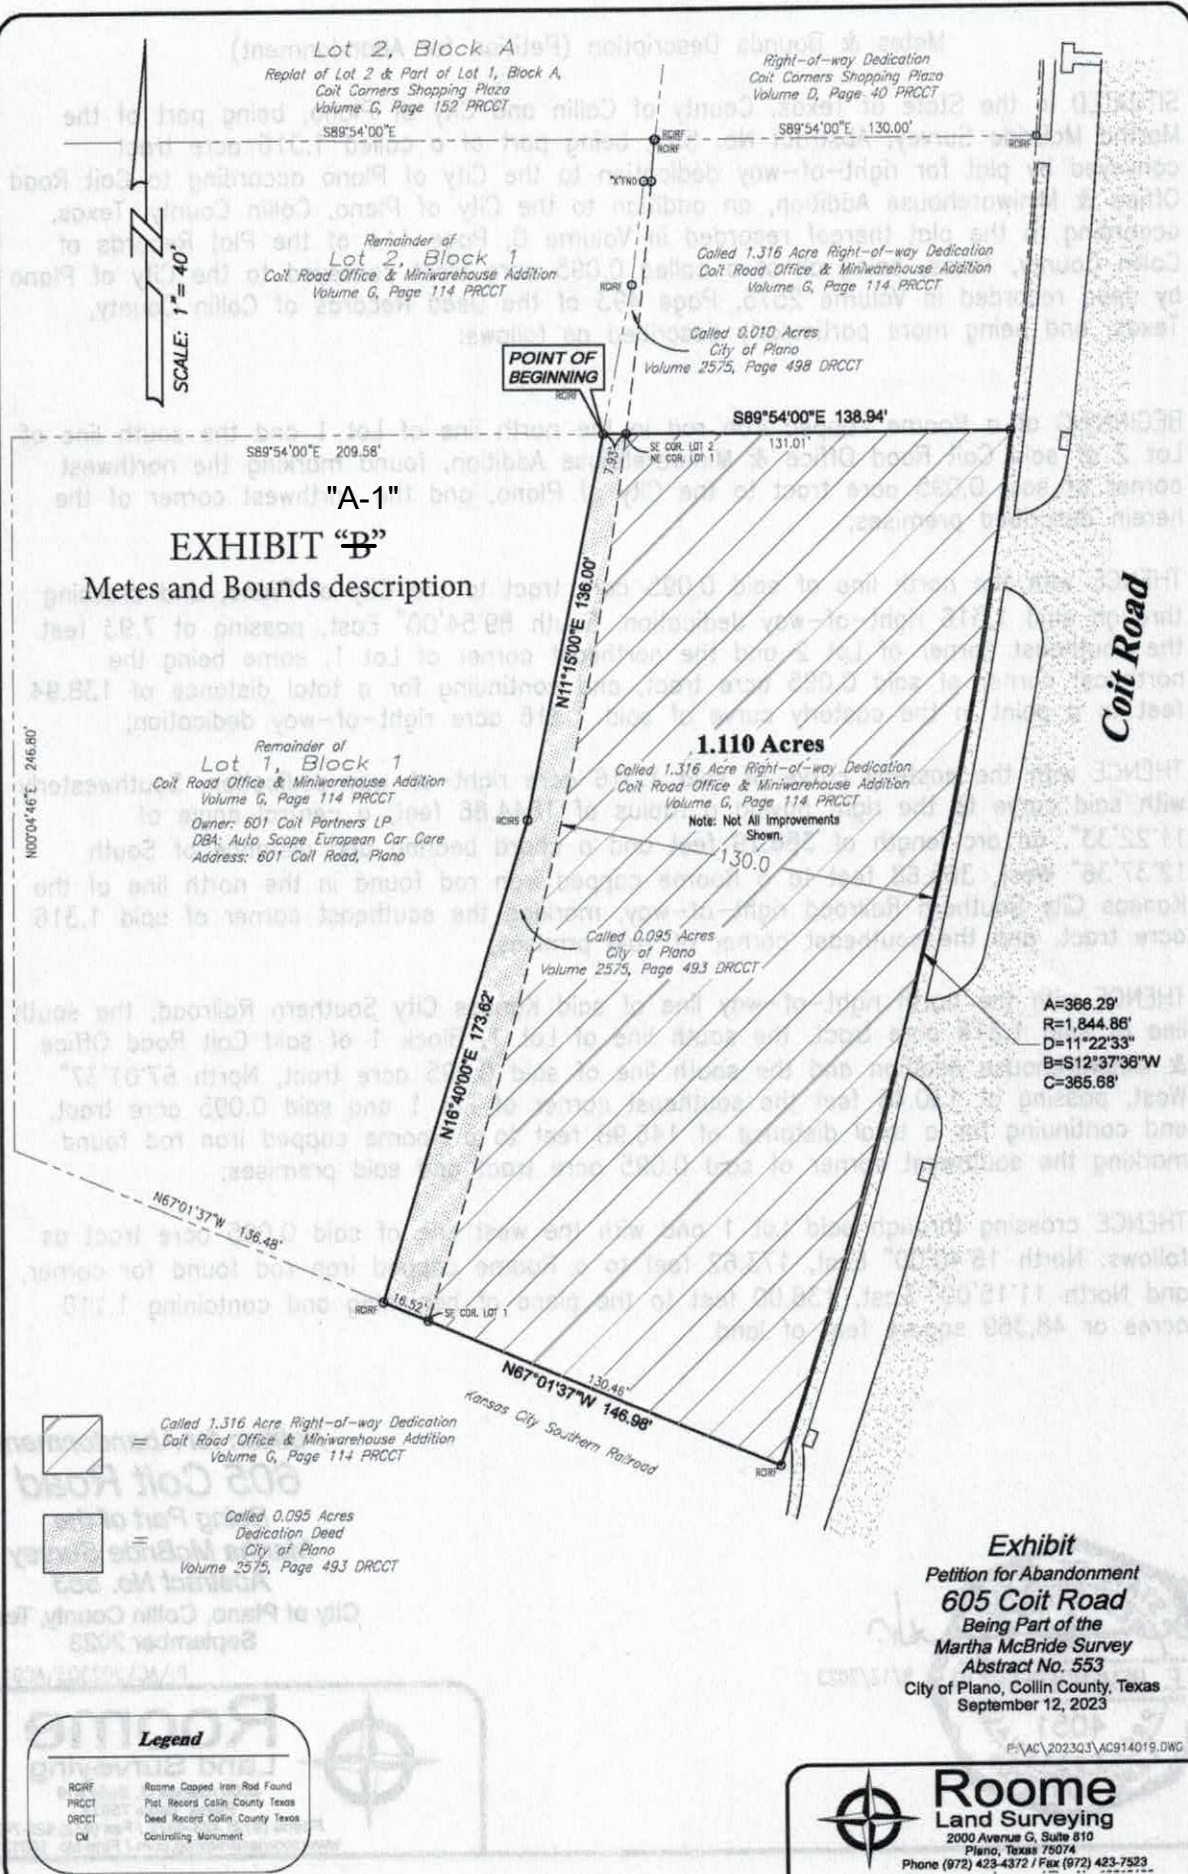 Lot 2, Block A
Replat of Lot 2 & Part of Lot 1, Block A,
Coit Corners Shopping Plaza
Volume G, Page 152 PRCCT
S89°54'00"E
Right-of-way Dedication
Coit Corners Shopping Plaza
Volume D, Page 40 PRCCT
S89°54'00"E 130.00'
RCIRF
RCIRF
RCIRF
"X"FND
SCALE: 1"= 40'
Remainder of
Lot 2, Block 1
Coit Road Office & Miniwarehouse Addition
Volume G, Page 114 PRCCT
Called 1.316 Acre Right-of-way Dedication
Coit Road Office & Miniwarehouse Addition
Volume G, Page 114 PRCCT
RCIRF
Called 0.010 Acres
City of Plano
Volume 2575, Page 498 DRCCT
POINT OF
BEGINNING
RCIRF
S89°54'00"E 138.94'
S89°54'00"E 209.58'
7.93'
SE COR. LOT 2
NE COR. LOT 1
131.01'
"A-1"
EXHIBIT “B”
Metes and Bounds description
N11°15'00"E 136.00'
Coit Road
N00°04'46"E 246.80'
Remainder of
Lot 1, Block 1
Coit Road Office & Miniwarehouse Addition
Volume G, Page 114 PRCCT
Owner: 601 Coit Partners LP
DBA: Auto Scope European Car Care
Address: 601 Coit Road, Plano
RCIRS
1.110 Acres
Called 1.316 Acre Right-of-way Dedication
Coit Road Office & Miniwarehouse Addition
Volume G, Page 114 PRCCT
Note: Not All Improvements
Shown.
130.0
Called 0.095 Acres
City of Plano
Volume 2575, Page 493 DRCCT
A=366.29'
R=1,844.86'
D=11°22'33"
B=S12°37'36"W
C=365.68'
N16°40'00"E 173.62'
N67°01'37"W
136.48'
RCIRF
16.52'
SE COR. LOT 1
130.46'
N67°01'37"W 146.98'
Kansas City Southern Railroad
RCIRF
= Called 1.316 Acre Right-of-way Dedication
Coit Road Office & Miniwarehouse Addition
Volume G, Page 114 PRCCT
= Called 0.095 Acres
Dedication Deed
City of Plano
Volume 2575, Page 493 DRCCT
Exhibit
Petition for Abandonment
605 Coit Road
Being Part of the
Martha McBride Survey
Abstract No. 553
City of Plano, Collin County, Texas
September 12, 2023
P:\AC\2023Q3\AC914019.DWG
Legend
RCIRF Roome Capped Iron Rod Found
PRCCT Plat Record Collin County Texas
DRCCT Deed Record Collin County Texas
CM Controlling Monument
Roome
Land Surveying
2000 Avenue G, Suite 810
Plano, Texas 75074
Phone (972) 423-4372 / Fax (972) 423-7523